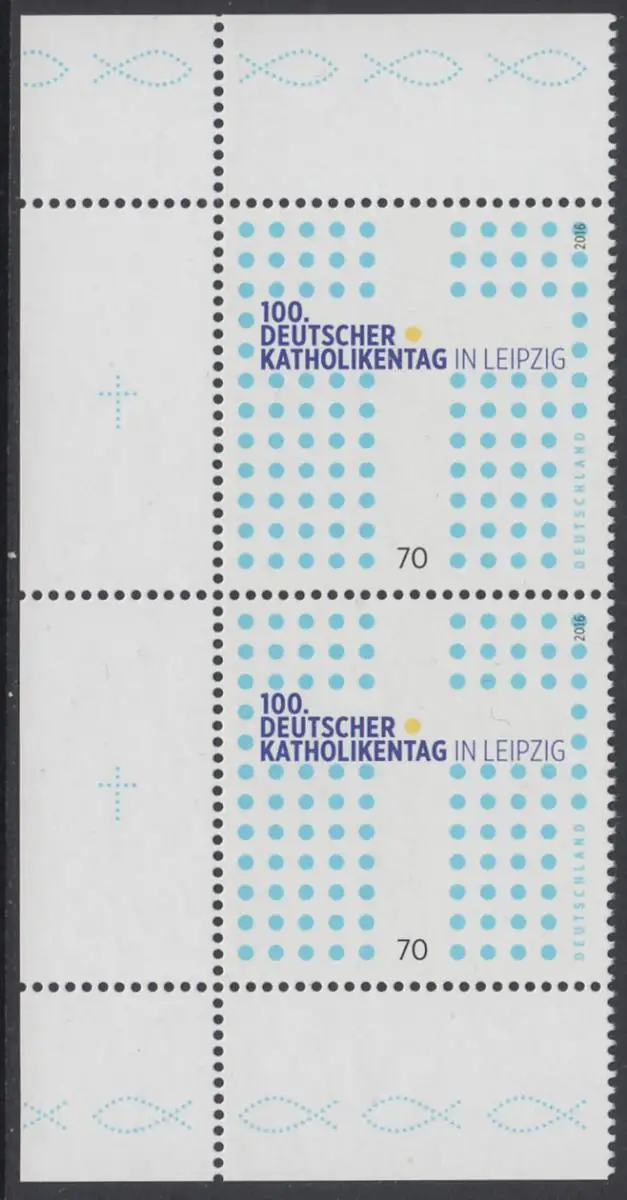 2016
100.
DEUTSCHER
KATHOLIKENTAG IN LEIPZIG
DEUTSCHLAND
70
2016
100.
DEUTSCHER
KATHOLIKENTAG IN LEIPZIG
DEUTSCHLAND
70